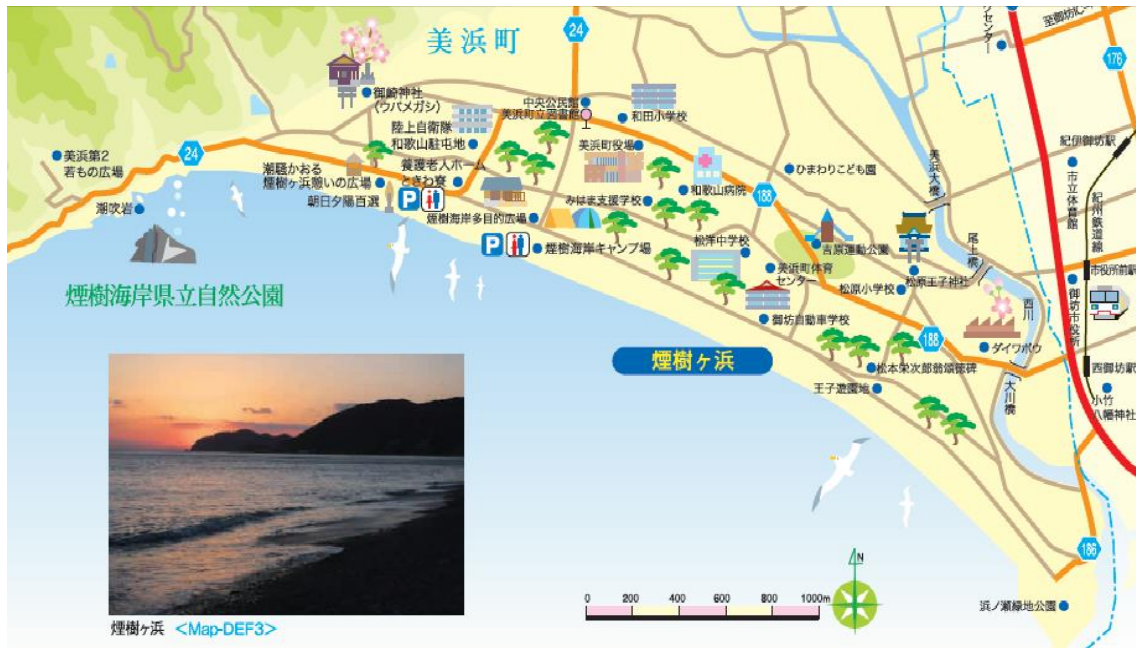 美浜町
24
至御坊IC
176
センター
御崎神社
(ウバメガシ)
陸上自衛隊
和歌山駐屯地
中央公民館
美浜町立図書館
和田小学校
美浜町役場
養護老人ホーム
ときわ寮
潮騒かおる
煙樹ヶ浜憩いの広場
朝日夕陽百選
P
美浜第2
若もの広場
24
潮吹岩
煙樹海岸県立自然公園
煙樹海岸多目的広場
みはま支援学校
和歌山病院
188
ひまわりこども園
P
煙樹海岸キャンプ場
松洋中学校
美浜町体育
センター
吉原運動公園
松原小学校
松原王子神社
御坊自動車学校
美浜大橋
尾上橋
西川
紀伊御坊駅
市立体育館
紀州鉄道線
市役所前駅
御坊市役所
西御坊駅
小竹
八幡神社
ダイワボウ
大川橋
188
煙樹ヶ浜
松本栄次郎翁頌徳碑
王子遊園地
186
浜ノ瀬緑地公園
N
0 200 400 600 800 1000m
煙樹ヶ浜 <Map-DEF3>